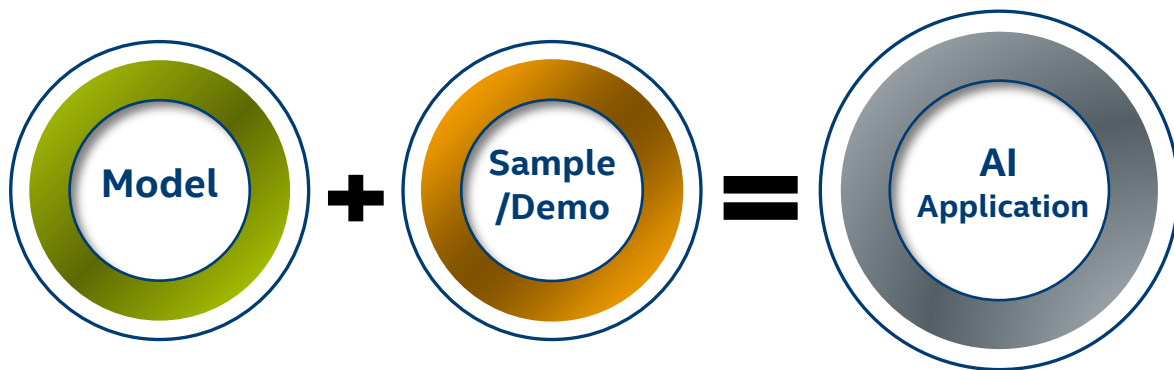 Model
+
Sample
/Demo
=
AI
Application